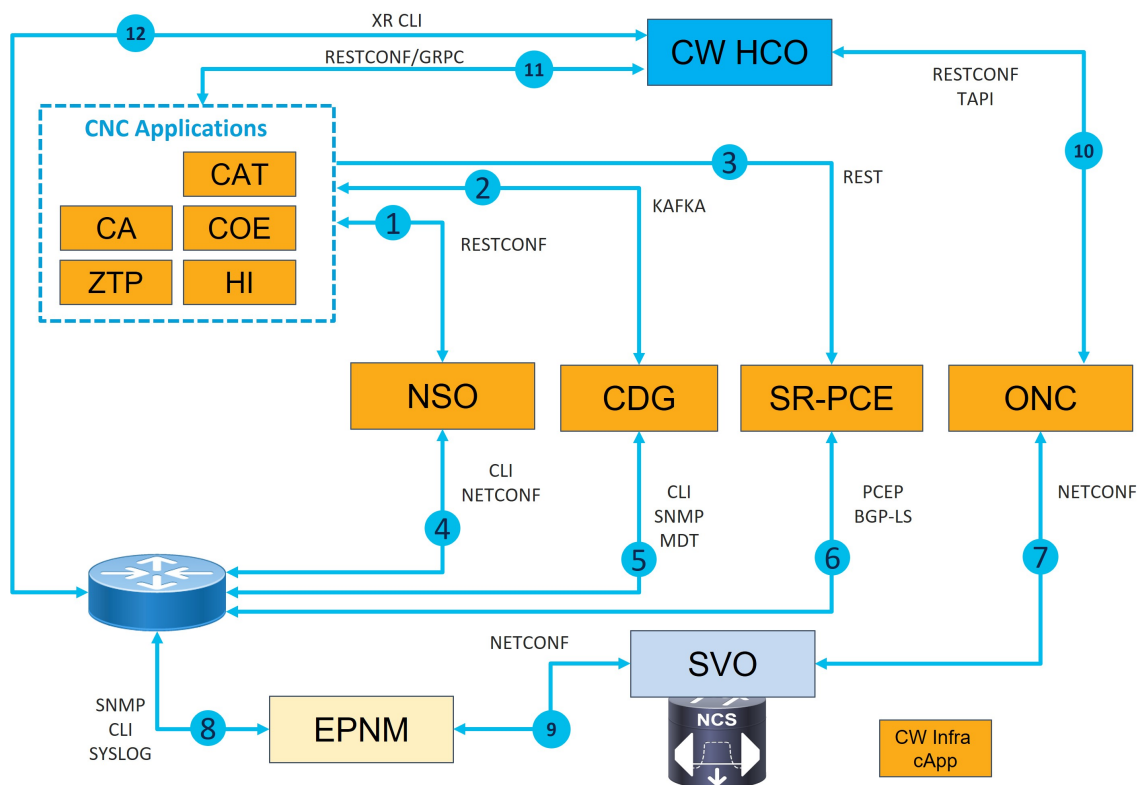 12
XR CLI
CW HCO
RESTCONF/GRPC
11
RESTCONF
TAPI
CNC Applications
3
10
CAT
2
REST
KAFKA
CA
COE
1
RESTCONF
ZTP
HI
NSO
CDG
SR-PCE
ONC
CLI
NETCONF
CLI
SNMP
MDT
PCEP
BGP-LS
NETCONF
4
5
6
7
NETCONF
SVO
SNMP
CLI
SYSLOG
8
EPNM
9
NCS
CW Infra
cApp